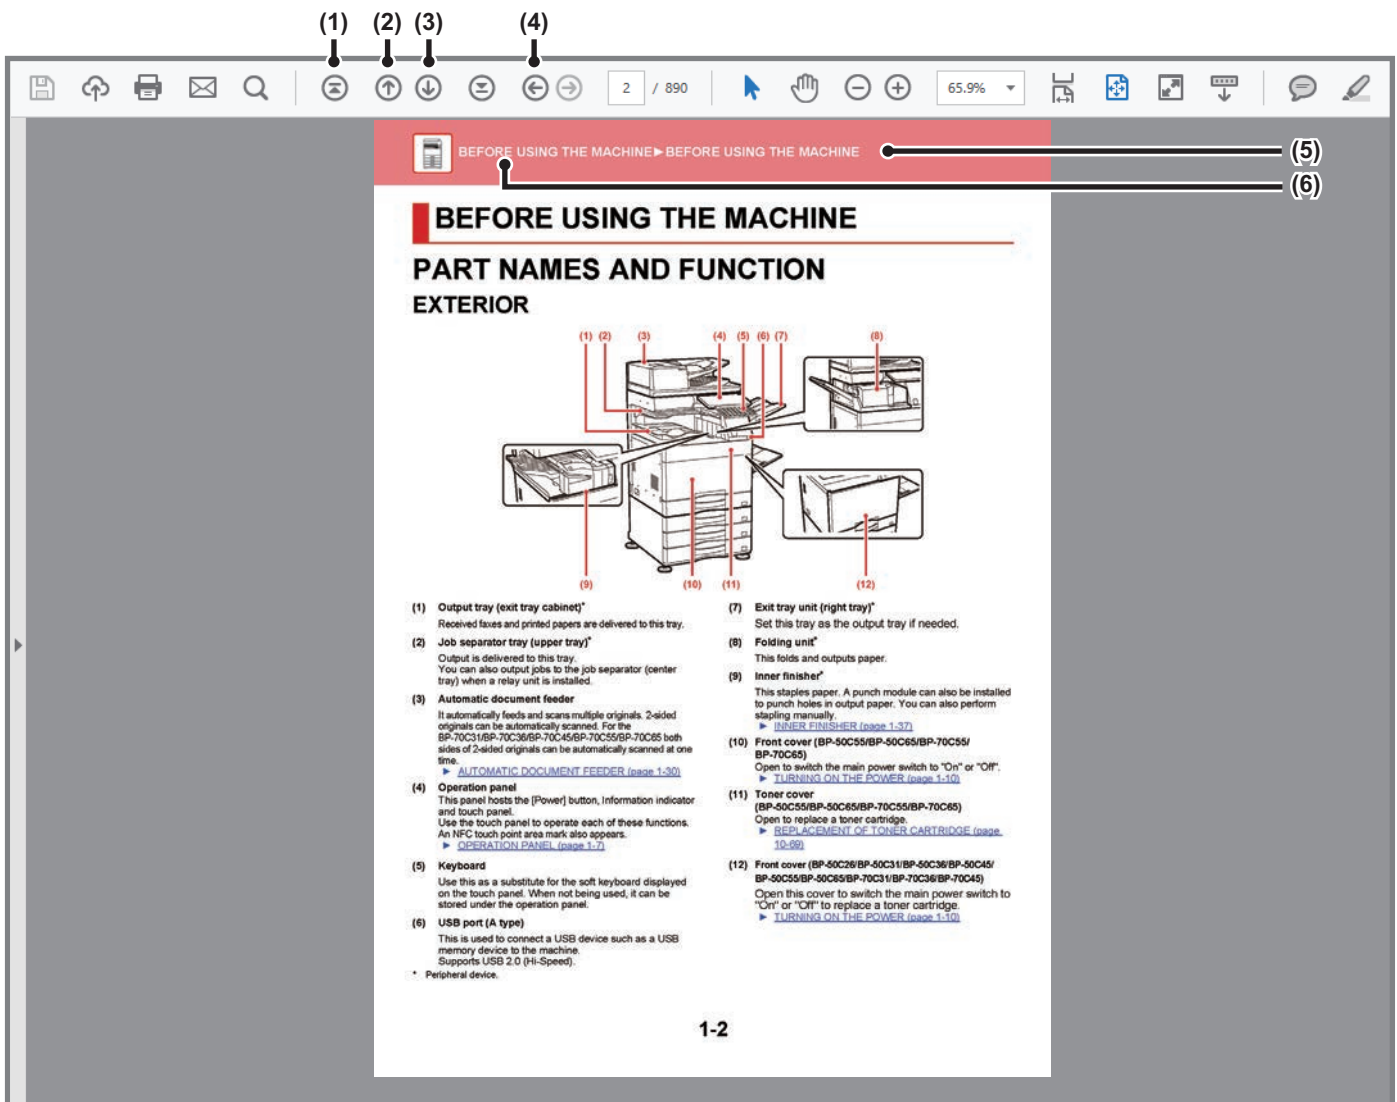 (1) (2) (3) (4)
2 / 890 65.9%
BEFORE USING THE MACHINE►BEFORE USING THE MACHINE
(5)
(6)
BEFORE USING THE MACHINE
PART NAMES AND FUNCTION
EXTERIOR
(1) (2) (3) (4) (5) (6) (7) (8)
(9) (10) (11) (12)
(1) Output tray (exit tray cabinet)*
Received faxes and printed papers are delivered to this tray.
(2) Job separator tray (upper tray)*
Output is delivered to this tray.
You can also output jobs to the job separator (center
tray) when a relay unit is installed.
(3) Automatic document feeder
It automatically feeds and scans multiple originals. 2-sided
originals can be automatically scanned. For the
BP-70C31/BP-70C36/BP-70C45/BP-70C55/BP-70C65 both
sides of 2-sided originals can be automatically scanned at one
time.
► AUTOMATIC DOCUMENT FEEDER (page 1-30)
(4) Operation panel
This panel hosts the [Power] button, Information indicator
and touch panel.
Use the touch panel to operate each of these functions.
An NFC touch point area mark also appears.
► OPERATION PANEL (page 1-7)
(5) Keyboard
Use this as a substitute for the soft keyboard displayed
on the touch panel. When not being used, it can be
stored under the operation panel.
(6) USB port (A type)
This is used to connect a USB device such as a USB
memory device to the machine.
Supports USB 2.0 (Hi-Speed).
* Peripheral device.
(7) Exit tray unit (right tray)*
Set this tray as the output tray if needed.
(8) Folding unit*
This folds and outputs paper.
(9) Inner finisher*
This staples paper. A punch module can also be installed
to punch holes in output paper. You can also perform
stapling manually.
► INNER FINISHER (page 1-37)
(10) Front cover (BP-50C55/BP-50C65/BP-70C55/
BP-70C65)
Open to switch the main power switch to "On" or "Off".
► TURNING ON THE POWER (page 1-10)
(11) Toner cover
(BP-50C55/BP-50C65/BP-70C55/BP-70C65)
Open to replace a toner cartridge.
► REPLACEMENT OF TONER CARTRIDGE (page
10-69)
(12) Front cover (BP-50C26/BP-50C31/BP-50C36/BP-50C45/
BP-50C55/BP-50C65/BP-70C31/BP-70C36/BP-70C45)
Open this cover to switch the main power switch to
"On" or "Off" to replace a toner cartridge.
► TURNING ON THE POWER (page 1-10)
1-2